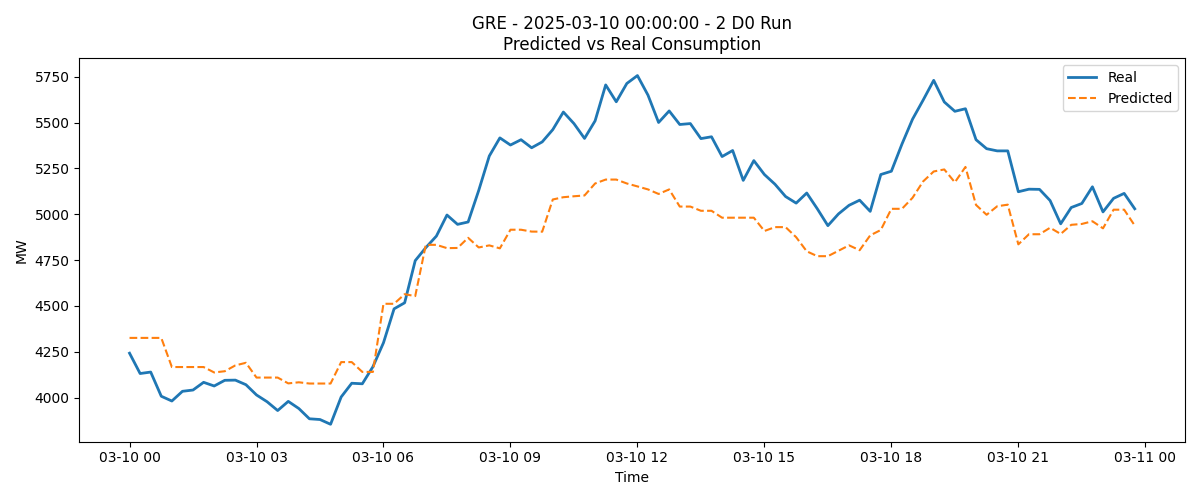 GRE - 2025-03-10 00:00:00 - 2 D0 Run
Predicted vs Real Consumption
Real
Predicted
MW
5750
5500
5250
5000
4750
4500
4250
4000
03-10 00
03-10 03
03-10 06
03-10 09
03-10 12
03-10 15
03-10 18
03-10 21
03-11 00
Time